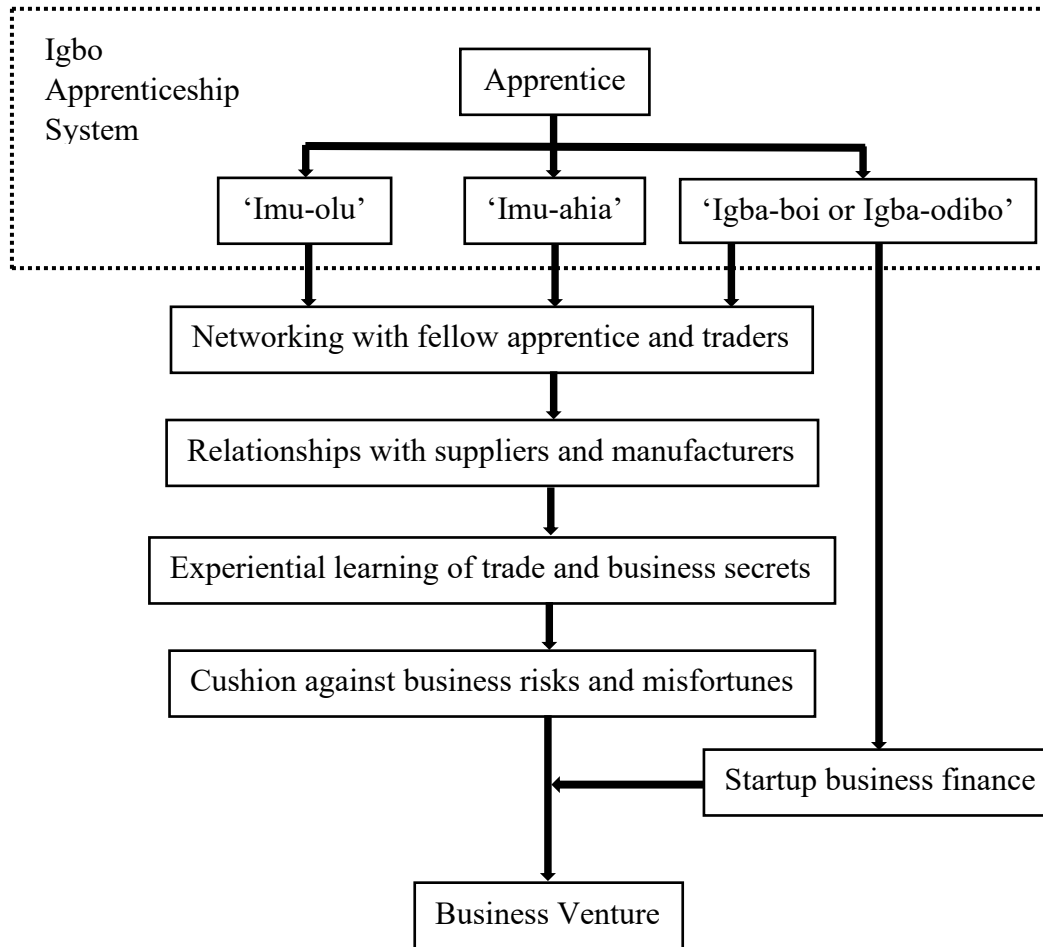 Igbo
Apprenticeship
System
Apprentice
‘Imu-olu’
‘Imu-ahia’
‘Igba-boi or Igba-odibo’
Networking with fellow apprentice and traders
Relationships with suppliers and manufacturers
Experiential learning of trade and business secrets
Cushion against business risks and misfortunes
Startup business finance
Business Venture